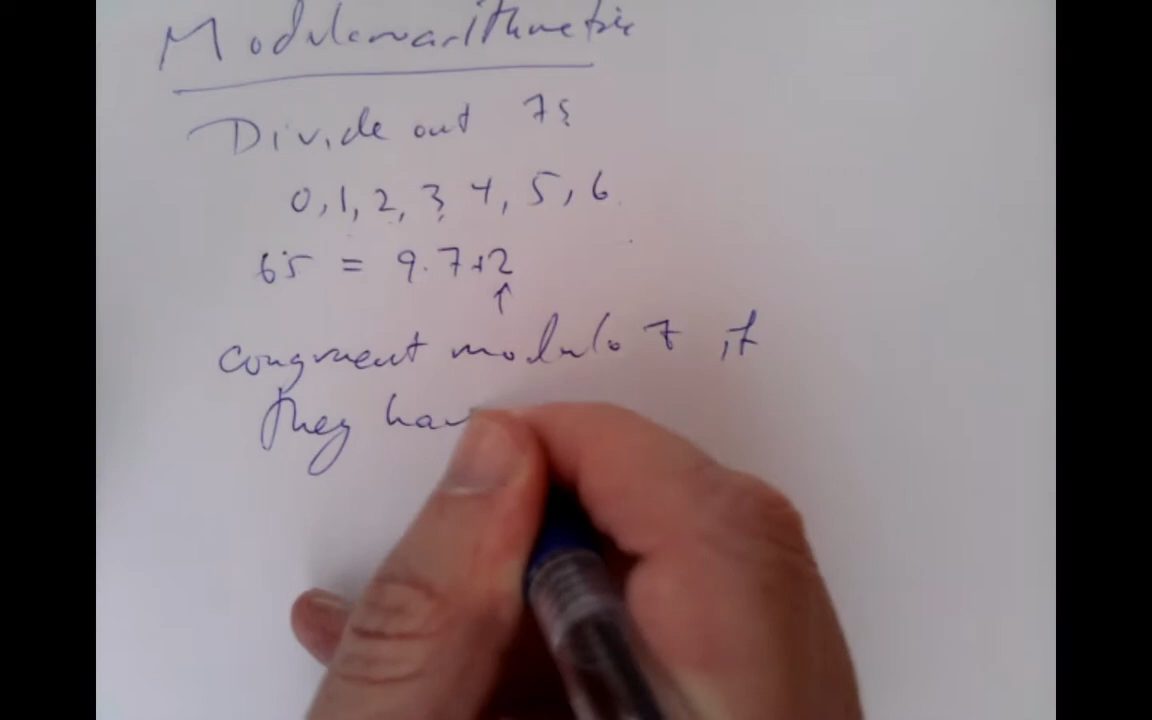 Modular arithmetic
Divide out 7s
0, 1, 2, 3, 4, 5, 6
65 = 9.7+2
↑
congruent modulo 7 if
they hav